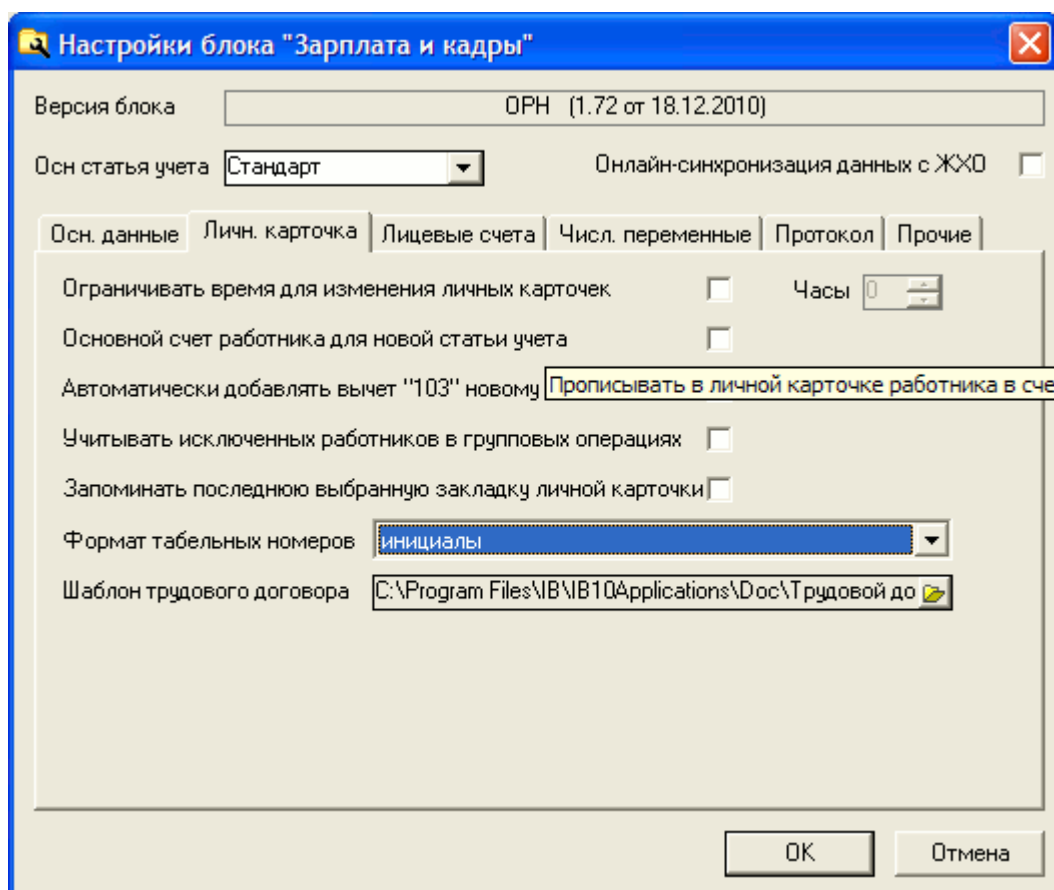 Настройки блока "Зарплата и кадры"
Версия блока ОРН (1.72 от 18.12.2010)
Осн статья учета Стандарт Онлайн-синхронизация данных с ЖХО
Осн. данные Личн. карточка Лицевые счета Числ. переменные Протокол Прочие
Ограничивать время для изменения личных карточек Часы 0
Основной счет работника для новой статьи учета
Автоматически добавлять вычет "103" новому Прописывать в личной карточке работника в сче
Учитывать исключенных работников в групповых операциях
Запоминать последнюю выбранную закладку личной карточки
Формат табельных номеров инициалы
Шаблон трудового договора C:\Program Files\IB\IB10Applications\Doc\Трудовой до
OK Отмена